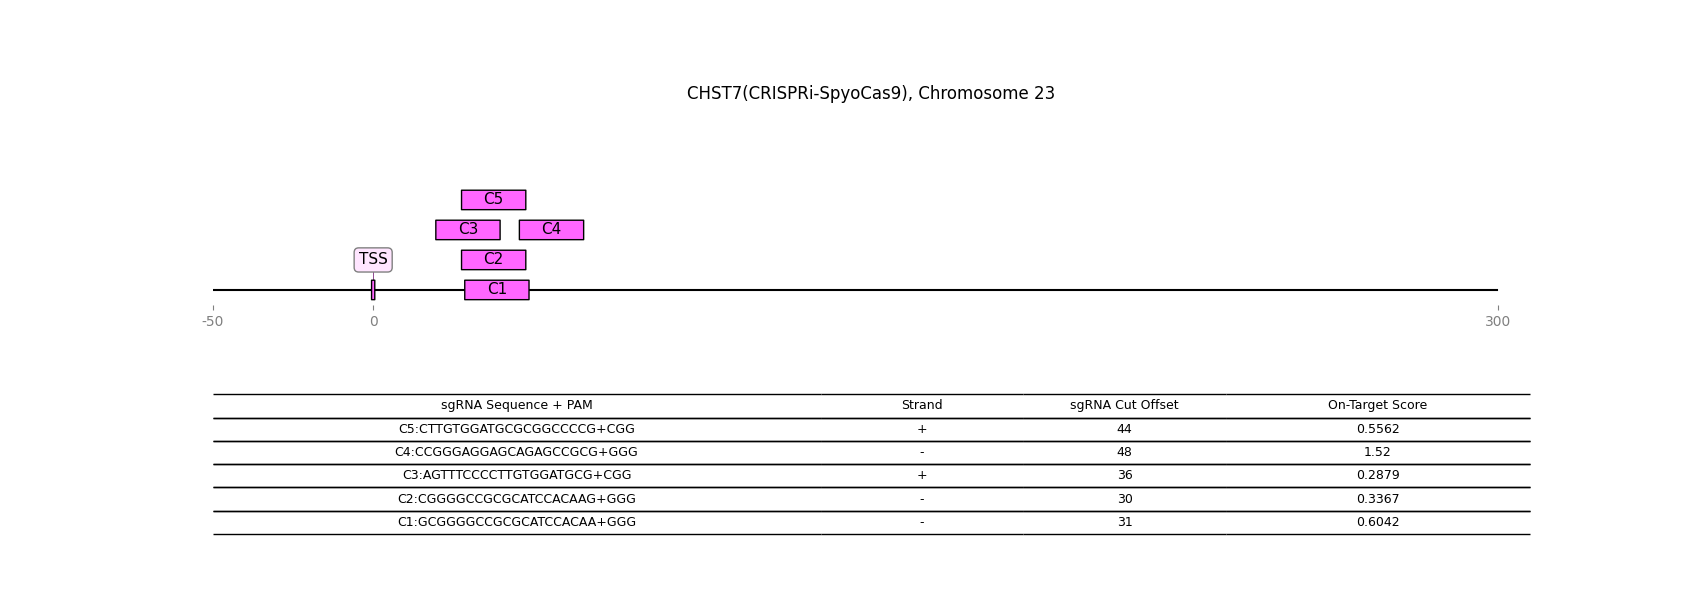 CHST7(CRISPRi-SpyoCas9), Chromosome 23
C5
C3 C4
TSS C2
C1
-50 0 300
sgRNA Sequence + PAM Strand sgRNA Cut Offset On-Target Score
C5:CTTGTGGATGCGCGGCCCCG+CGG + 44 0.5562
C4:CCGGGAGGAGCAGAGCCGCG+GGG - 48 1.52
C3:AGTTTCCCCTTGTGGATGCG+CGG + 36 0.2879
C2:CGGGGCCGCGCATCCACAAG+GGG - 30 0.3367
C1:GCGGGGCCGCGCATCCACAA+GGG - 31 0.6042